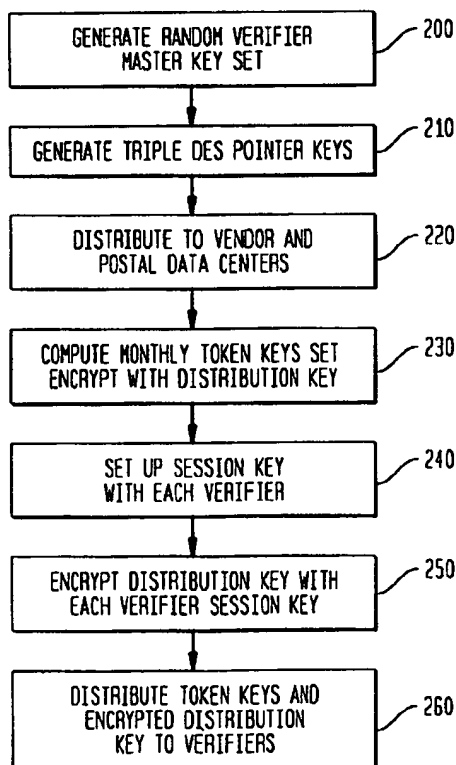 GENERATE RANDOM VERIFIER
MASTER KEY SET
200
GENERATE TRIPLE DES POINTER KEYS
210
DISTRIBUTE TO VENDOR AND
POSTAL DATA CENTERS
220
COMPUTE MONTHLY TOKEN KEYS SET
ENCRYPT WITH DISTRIBUTION KEY
230
SET UP SESSION KEY
WITH EACH VERIFIER
240
ENCRYPT DISTRIBUTION KEY WITH
EACH VERIFIER SESSION KEY
250
DISTRIBUTE TOKEN KEYS AND
ENCRYPTED DISTRIBUTION
KEY TO VERIFIERS
260